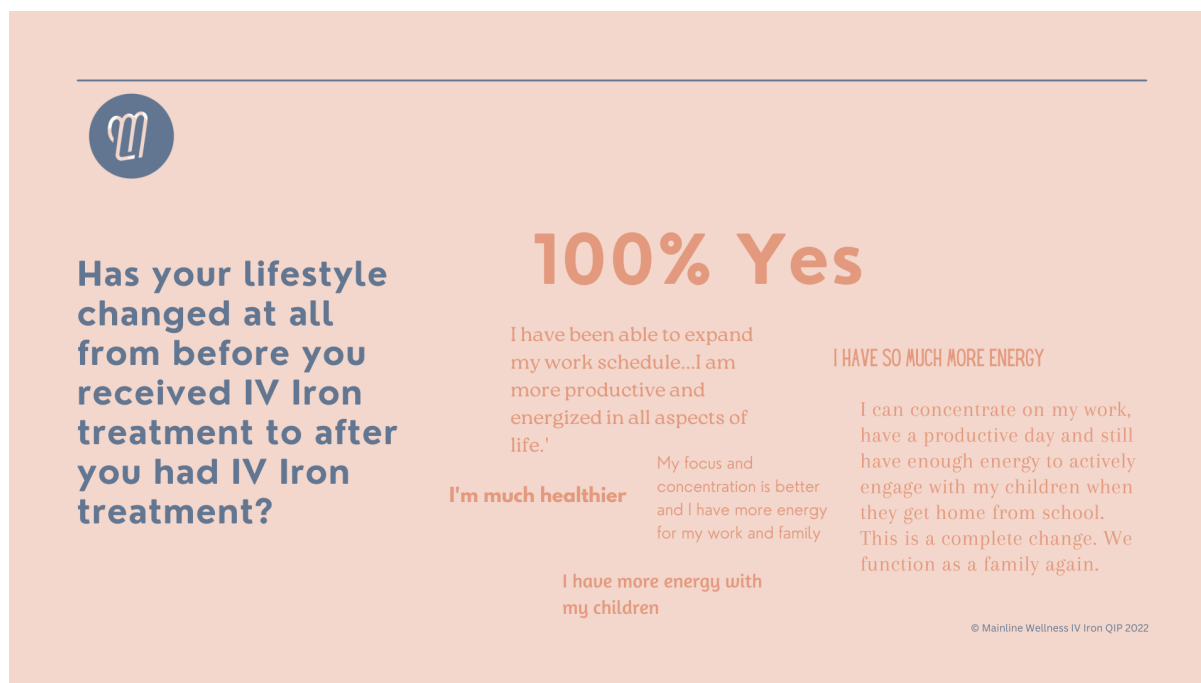 Has your lifestyle
changed at all
from before you
received IV Iron
treatment to after
you had IV Iron
treatment?
100% Yes
I have been able to expand
my work schedule...I am
more productive and
energized in all aspects of
life.'
I HAVE SO MUCH MORE ENERGY
I can concentrate on my work,
have a productive day and still
have enough energy to actively
engage with my children when
they get home from school.
This is a complete change. We
function as a family again.
I'm much healthier
My focus and
concentration is better
and I have more energy
for my work and family
I have more energy with
my children
© Mainline Wellness IV Iron QIP 2022